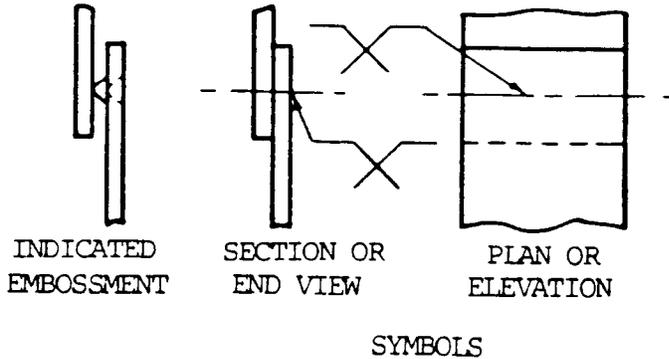 INDICATED
EMBOSSMENT
SECTION OR
END VIEW
PLAN OR
ELEVATION
SYMBOLS